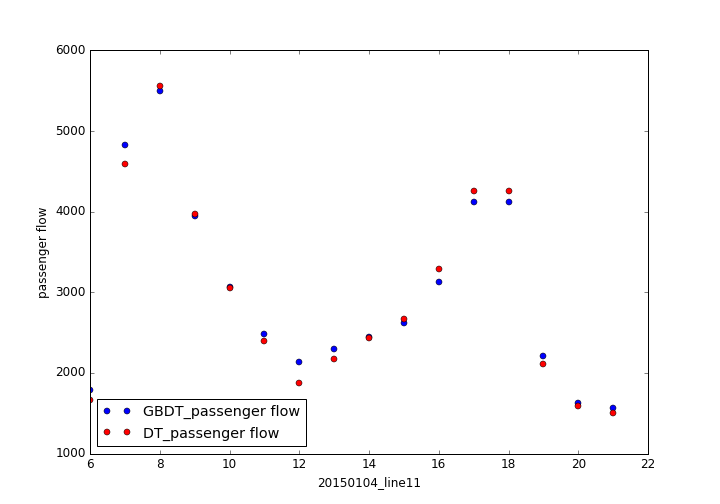 6000
5000
4000
3000
2000
1000
passenger flow
GBDT_passenger flow
DT_passenger flow
6 8 10 12 14 16 18 20 22
20150104_line11